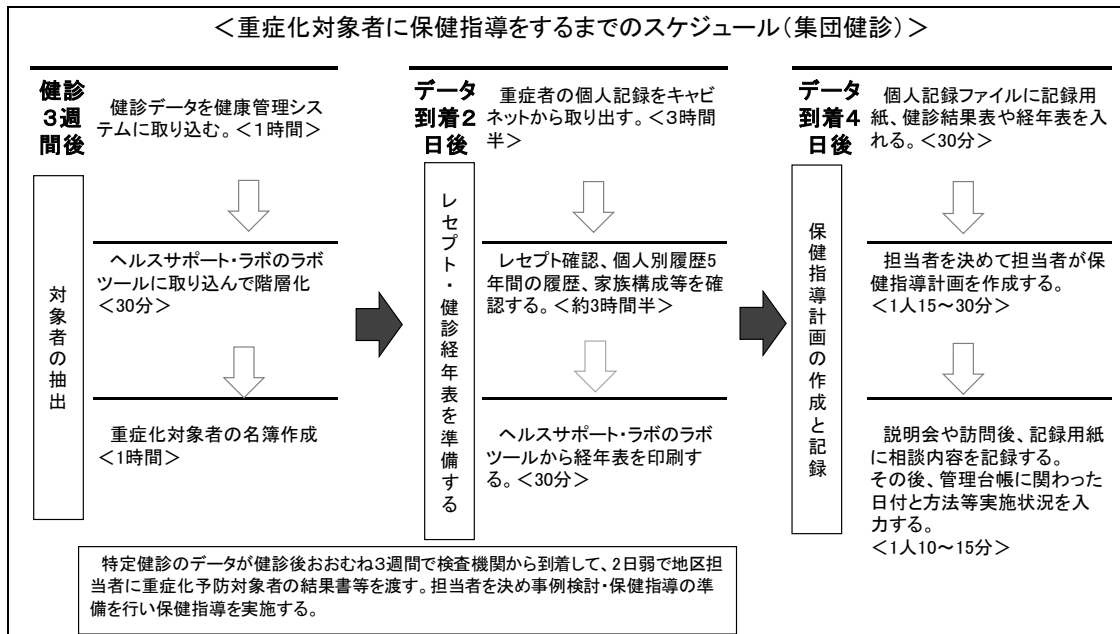 ＜重症化対象者に保健指導をするまでのスケジュール（集団健診）＞
健診
３週
間後
健診データを健康管理シス
テムに取り込む。＜１時間＞
対象者の抽出
ヘルスサポート・ラボのラボ
ツールに取り込んで階層化
＜30分＞
重症化対象者の名簿作成
＜１時間＞
データ
到着２
日後
重症者の個人記録をキャビ
ネットから取り出す。＜３時間
半＞
レセプト・健診経年表を準備する
レセプト確認、個人別履歴5
年間の履歴、家族構成等を確
認する。＜約3時間半＞
ヘルスサポート・ラボのラボ
ツールから経年表を印刷す
る。＜30分＞
データ
到着４
日後
個人記録ファイルに記録用
紙、健診結果表や経年表を入
れる。＜30分＞
保健指導計画の作成と記録
担当者を決めて担当者が保
健指導計画を作成する。
＜1人15～30分＞
説明会や訪問後、記録用紙
に相談内容を記録する。
その後、管理台帳に関わった
日付と方法等実施状況を入
力する。
＜1人10～15分＞
特定健診のデータが健診後おおむね３週間で検査機関から到着して、2日弱で地区担
当者に重症化予防対象者の結果書等を渡す。担当者を決め事例検討・保健指導の準
備を行い保健指導を実施する。